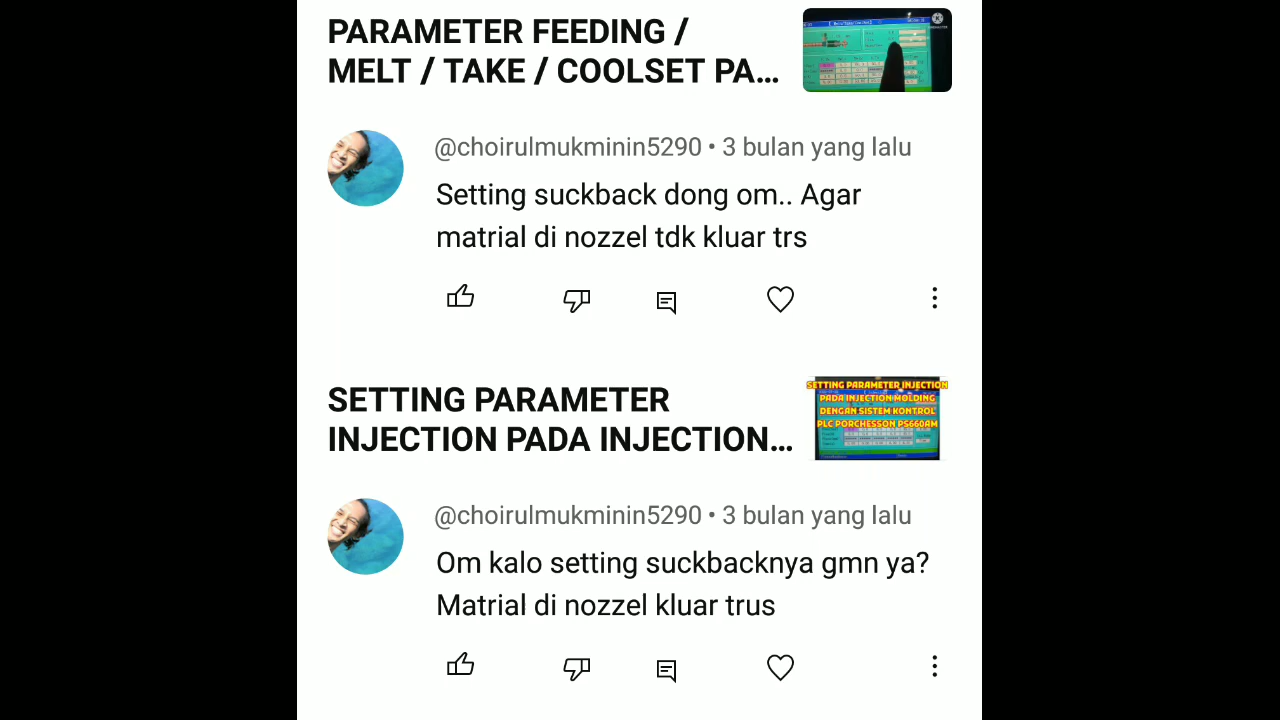 PARAMETER FEEDING /
MELT / TAKE / COOLSET PA...
@choirulmukminin5290 • 3 bulan yang lalu
Setting suckback dong om.. Agar
matrial di nozzel tdk kluar trs
SETTING PARAMETER
INJECTION PADA INJECTION...
SETTING PARAMETER INJECTION
PADA INJECTION MOLDING
DENGAN SISTEM KONTROL
PLC PORCHESSON PS660AM
@choirulmukminin5290 • 3 bulan yang lalu
Om kalo setting suckbacknya gmn ya?
Matrial di nozzel kluar trus